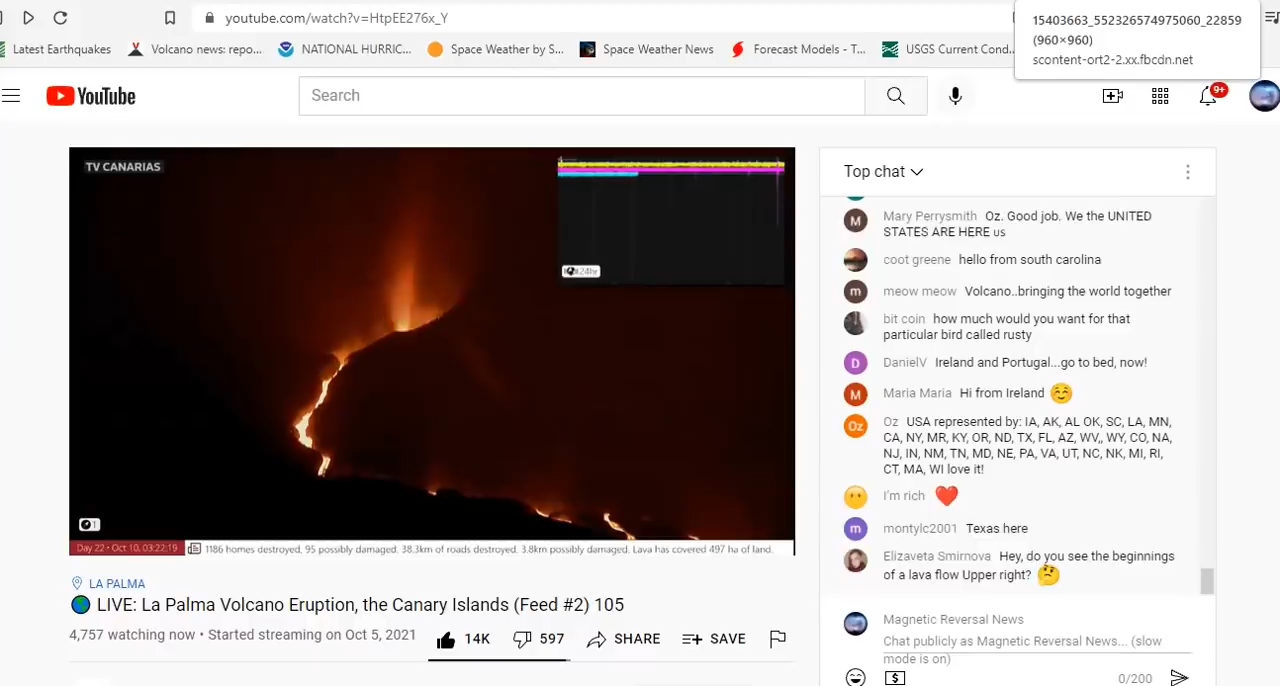 youtube.com/watch?v=HtpEE276x_Y
15403663_552326574975060_22859
(960×960)
scontent-ort2-2.xx.fbcdn.net
Latest Earthquakes
Volcano news: repo...
NATIONAL HURRIC...
Space Weather by S...
Space Weather News
Forecast Models - T...
USGS Current Cond...
YouTube
Search
9+
TV CANARIAS
24hr
1
Day 22 • Oct 10, 03:22:19 1186 homes destroyed. 95 possibly damaged. 38.3km of roads destroyed. 3.8km possibly damaged. Lava has covered 497 ha of land.
LA PALMA
LIVE: La Palma Volcano Eruption, the Canary Islands (Feed #2) 105
4,757 watching now • Started streaming on Oct 5, 2021
14K 597 SHARE SAVE
Top chat
M Mary Perrysmith Oz. Good job. We the UNITED
STATES ARE HERE us
coot greene hello from south carolina
m meow meow Volcano..bringing the world together
bit coin how much would you want for that
particular bird called rusty
D DanielV Ireland and Portugal...go to bed, now!
M Maria Maria Hi from Ireland ☺️
Oz Oz USA represented by: IA, AK, AL OK, SC, LA, MN,
CA, NY, MR, KY, OR, ND, TX, FL, AZ, WV,, WY, CO, NA,
NJ, IN, NM, TN, MD, NE, PA, VA, UT, NC, NK, MI, RI,
CT, MA, WI love it!
I'm rich ❤️
m montylc2001 Texas here
Elizaveta Smirnova Hey, do you see the beginnings
of a lava flow Upper right? 🤔
Magnetic Reversal News
Chat publicly as Magnetic Reversal News... (slow
mode is on)
0/200